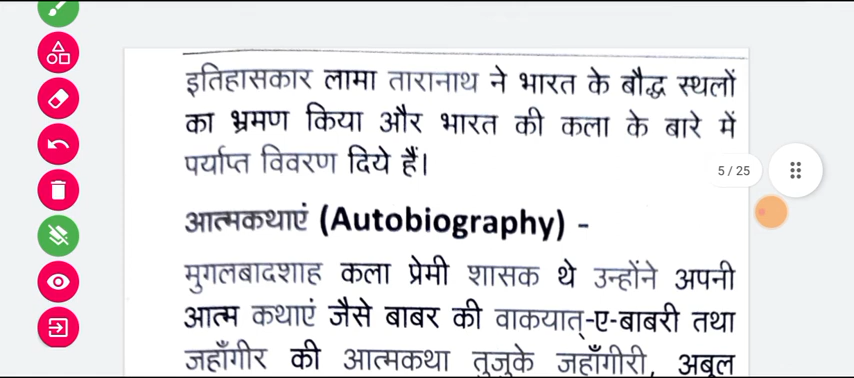 इतिहासकार लामा तारानाथ ने भारत के बौद्ध स्थलों
का भ्रमण किया और भारत की कला के बारे में
पर्याप्त विवरण दिये हैं।
5 / 25
आत्मकथाएं (Autobiography) -
मुगलबादशाह कला प्रेमी शासक थे उन्होंने अपनी
आत्म कथाएं जैसे बाबर की वाकयात्-ए-बाबरी तथा
जहाँगीर की आत्मकथा तुजुके जहाँगीरी, अबुल